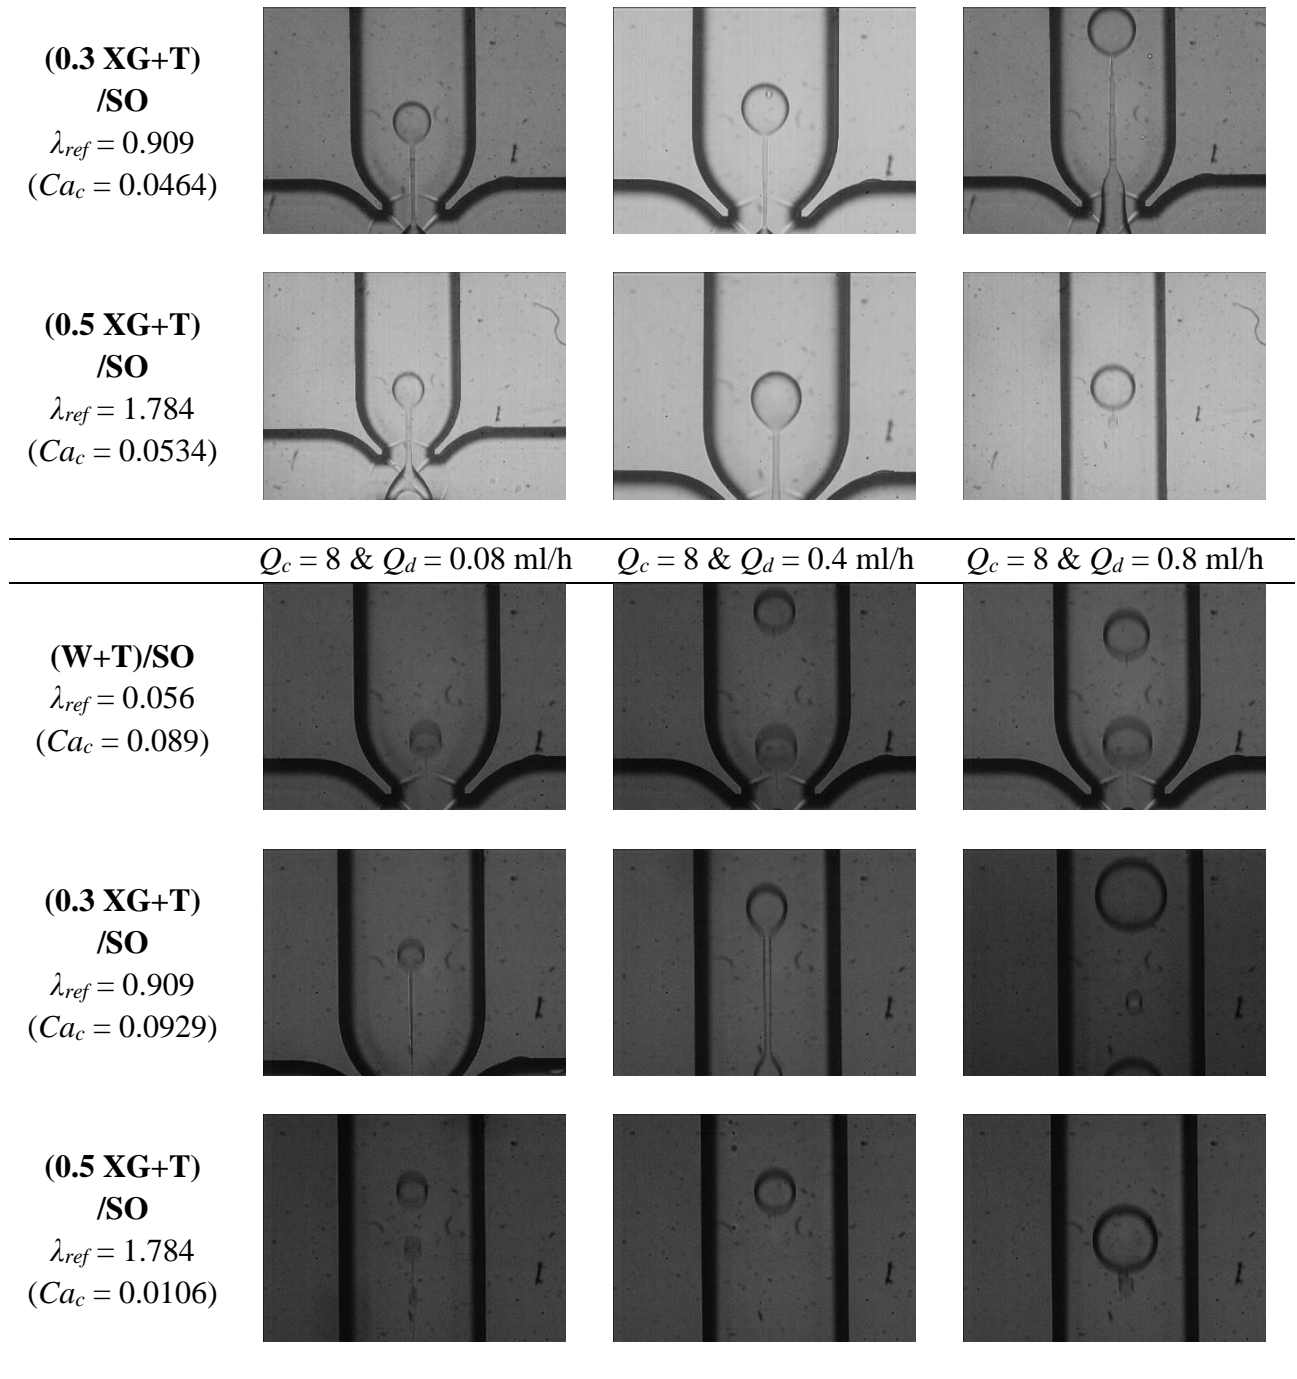 (0.3 XG+T)
/SO
λref = 0.909
(Cac = 0.0464)
(0.5 XG+T)
/SO
λref = 1.784
(Cac = 0.0534)
Qc = 8 & Qd = 0.08 ml/h Qc = 8 & Qd = 0.4 ml/h Qc = 8 & Qd = 0.8 ml/h
(W+T)/SO
λref = 0.056
(Cac = 0.089)
(0.3 XG+T)
/SO
λref = 0.909
(Cac = 0.0929)
(0.5 XG+T)
/SO
λref = 1.784
(Cac = 0.0106)